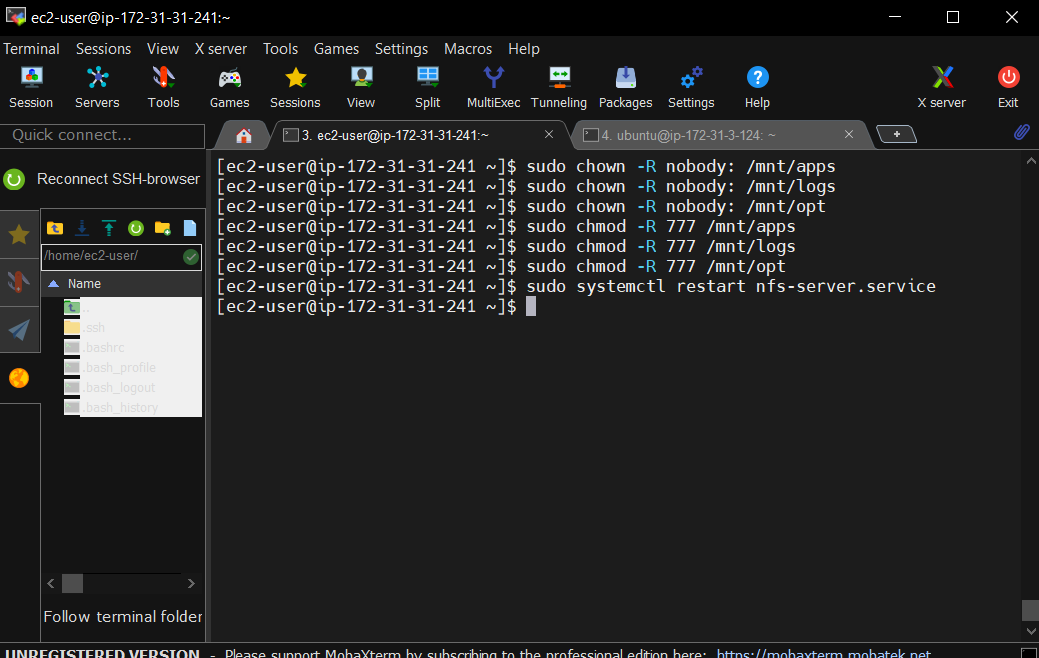 ec2-user@ip-172-31-31-241:~
Terminal Sessions View X server Tools Games Settings Macros Help
Session Servers Tools Games Sessions View Split MultiExec Tunneling Packages Settings Help X server Exit
Quick connect...
3. ec2-user@ip-172-31-31-241:~
4. ubuntu@ip-172-31-3-124: ~
Reconnect SSH-browser
/home/ec2-user/
Name
..
.ssh
.bashrc
.bash_profile
.bash_logout
.bash_history
Follow terminal folder
[ec2-user@ip-172-31-31-241 ~]$ sudo chown -R nobody: /mnt/apps
[ec2-user@ip-172-31-31-241 ~]$ sudo chown -R nobody: /mnt/logs
[ec2-user@ip-172-31-31-241 ~]$ sudo chown -R nobody: /mnt/opt
[ec2-user@ip-172-31-31-241 ~]$ sudo chmod -R 777 /mnt/apps
[ec2-user@ip-172-31-31-241 ~]$ sudo chmod -R 777 /mnt/logs
[ec2-user@ip-172-31-31-241 ~]$ sudo chmod -R 777 /mnt/opt
[ec2-user@ip-172-31-31-241 ~]$ sudo systemctl restart nfs-server.service
[ec2-user@ip-172-31-31-241 ~]$
UNREGISTERED VERSION - Please support MobaXterm by subscribing to the professional edition here: https://mobaxterm.mobatek.net